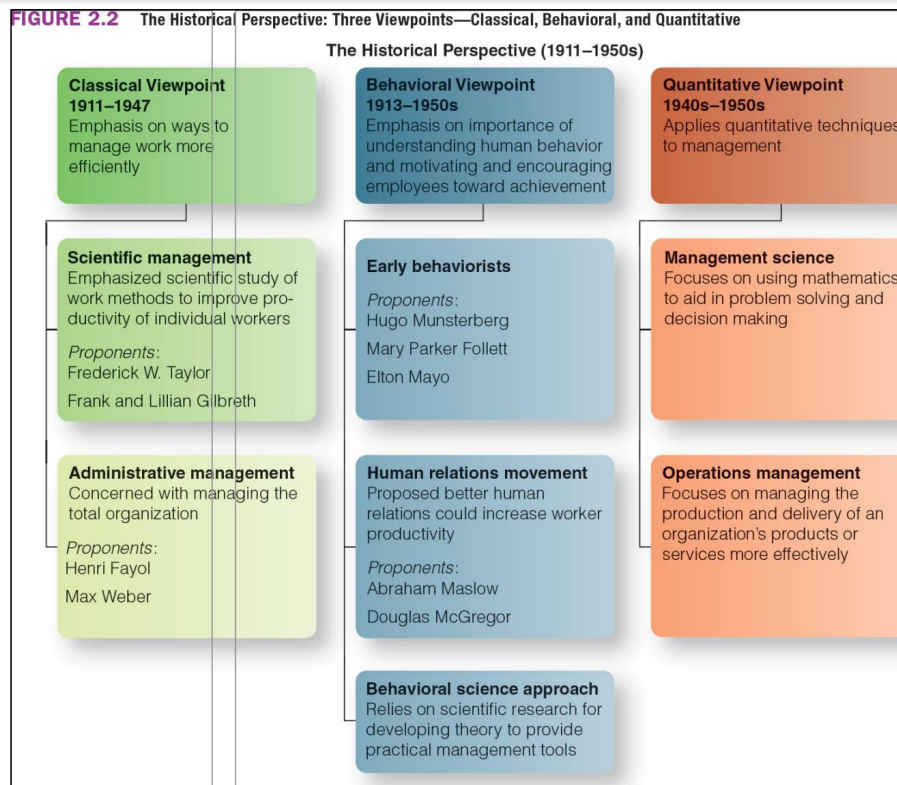 FIGURE 2.2 The Historical Perspective: Three Viewpoints—Classical, Behavioral, and Quantitative
The Historical Perspective (1911–1950s)
Classical Viewpoint
1911–1947
Emphasis on ways to
manage work more
efficiently
Scientific management
Emphasized scientific study of
work methods to improve pro-
ductivity of individual workers
Proponents:
Frederick W. Taylor
Frank and Lillian Gilbreth
Administrative management
Concerned with managing the
total organization
Proponents:
Henri Fayol
Max Weber
Behavioral Viewpoint
1913–1950s
Emphasis on importance of
understanding human behavior
and motivating and encouraging
employees toward achievement
Early behaviorists
Proponents:
Hugo Munsterberg
Mary Parker Follett
Elton Mayo
Human relations movement
Proposed better human
relations could increase worker
productivity
Proponents:
Abraham Maslow
Douglas McGregor
Behavioral science approach
Relies on scientific research for
developing theory to provide
practical management tools
Quantitative Viewpoint
1940s–1950s
Applies quantitative techniques
to management
Management science
Focuses on using mathematics
to aid in problem solving and
decision making
Operations management
Focuses on managing the
production and delivery of an
organization's products or
services more effectively